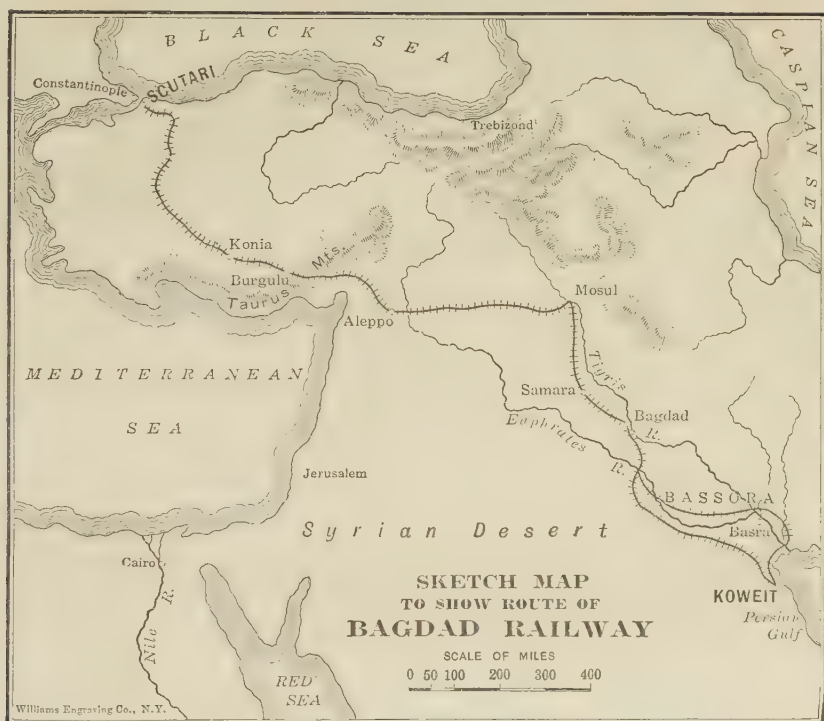 BLACK SEA
CASPIAN SEA
Constantinople
SCUTARI
Trebizond
Konia
Burgulu
Taurus Mts.
Aleppo
Mosul
MEDITERRANEAN
SEA
Samara
Tigris R.
Bagdad
Euphrates R.
BASSORA
Jerusalem
Basra
Syrian Desert
Cairo
Nile R.
KOWEIT
Persian
Gulf
RED
SEA
SKETCH MAP
TO SHOW ROUTE OF
BAGDAD RAILWAY
SCALE OF MILES
0 50 100 200 300 400
Williams Engraving Co., N.Y.